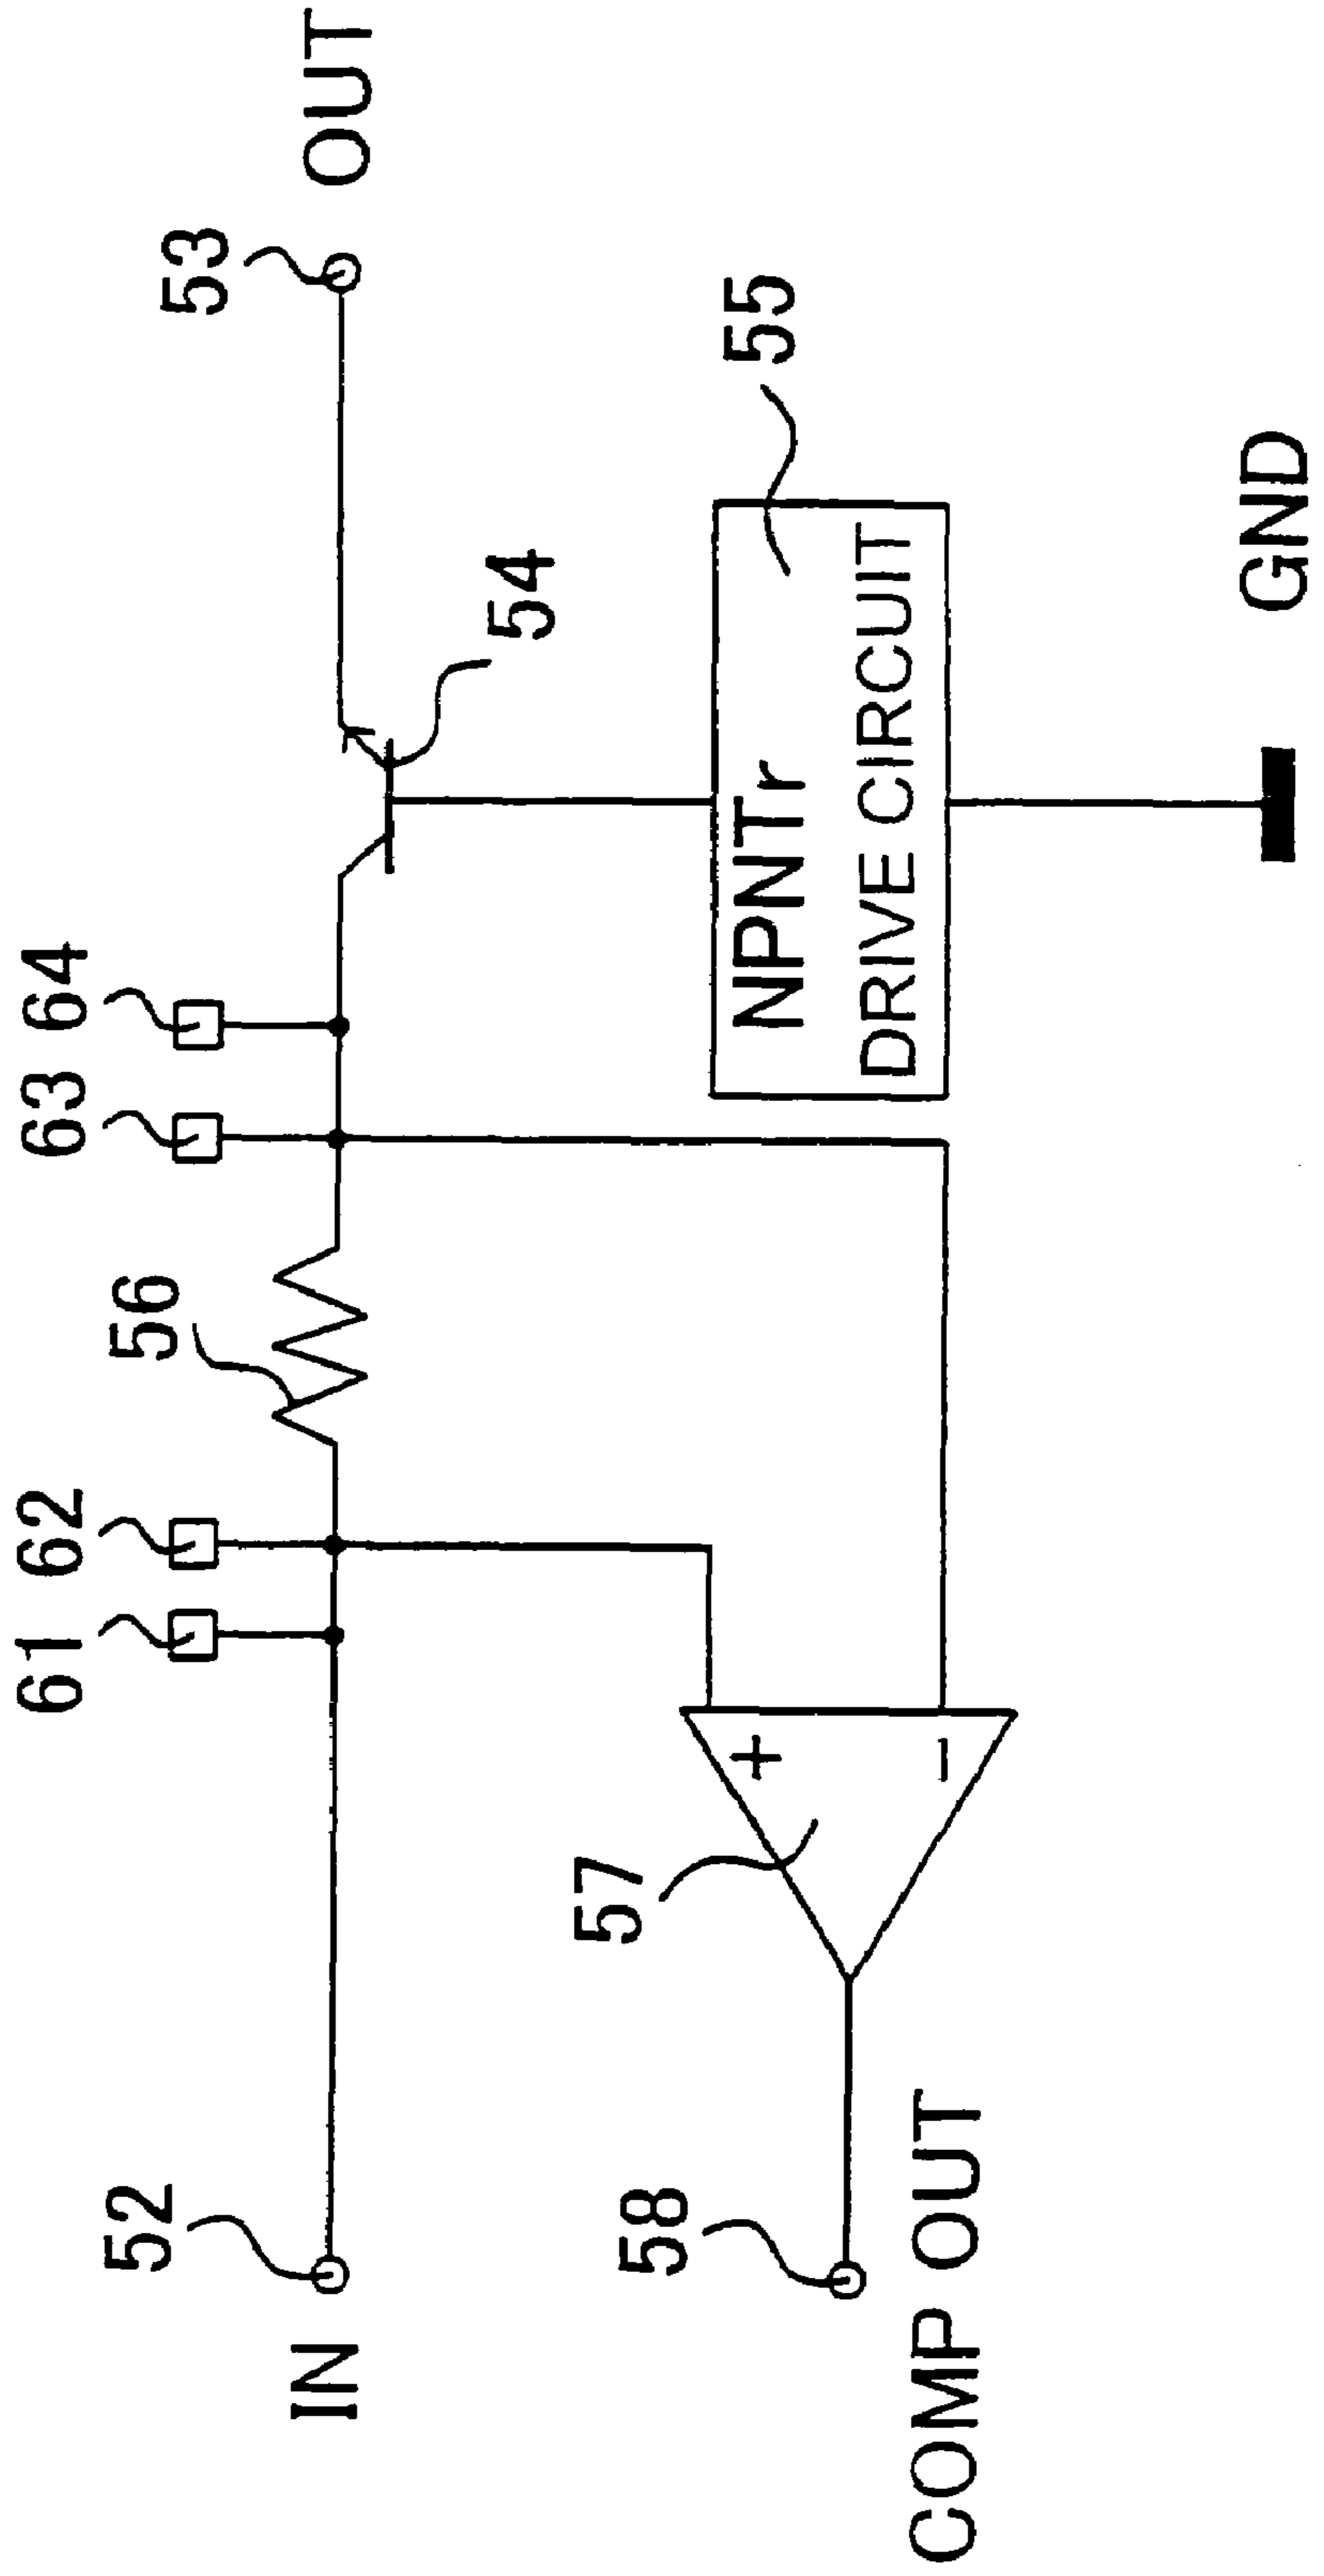 61 62
63 64
52
56
53
IN
OUT
54
57
55
58
+
−
NPNTr
DRIVE CIRCUIT
COMP OUT
GND